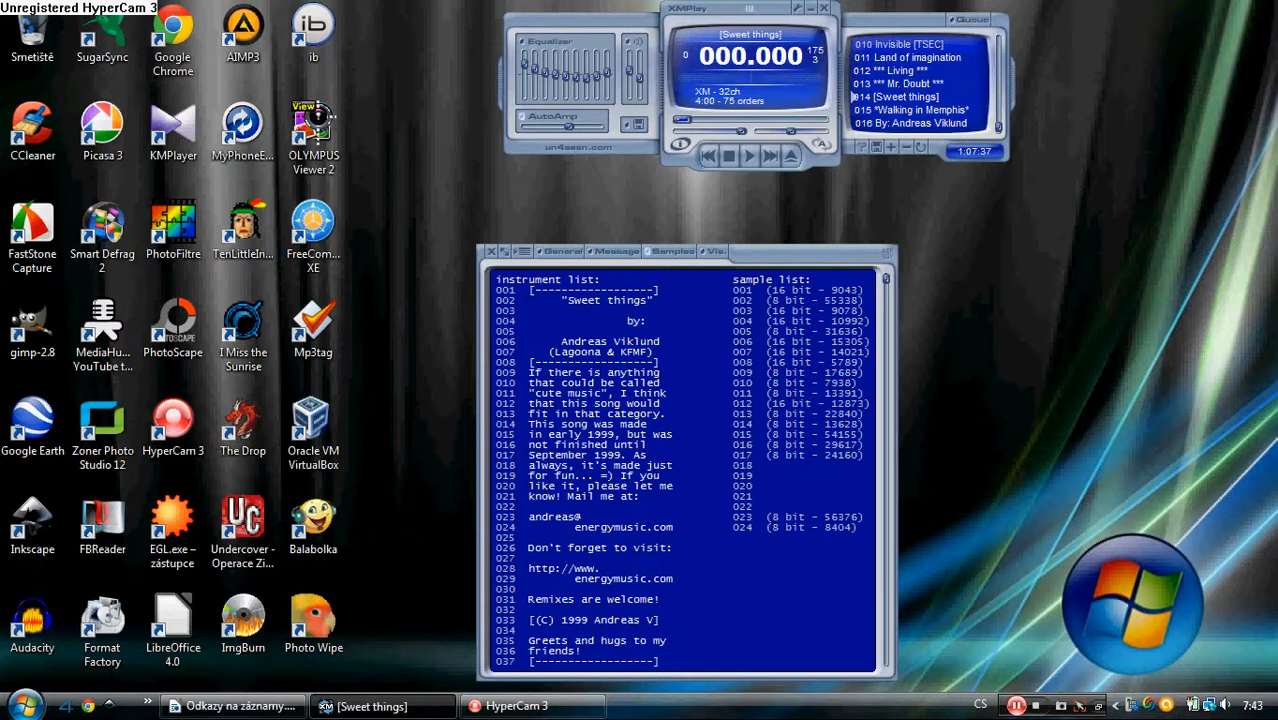 Unregistered HyperCam 3
Smetiště
SugarSync
Google
Chrome
AIMP3
ib
ib
CCleaner
Picasa 3
KMPlayer
MyPhoneE...
View
OLYMPUS
Viewer 2
FastStone
Capture
Smart Defrag
2
PhotoFiltre
TenLittleIn...
FreeCom...
XE
gimp-2.8
MediaHu...
YouTube t...
PhotoScape
I Miss the
Sunrise
Mp3tag
Google Earth
Zoner Photo
Studio 12
HyperCam 3
The Drop
Oracle VM
VirtualBox
Inkscape
FBReader
EGL.exe –
zástupce
UC
Undercover -
Operace Zi...
Balabolka
Audacity
Format
Factory
LibreOffice
4.0
ImgBurn
Photo Wipe
Equalizer
AutoAmp
un4seen.com
XMPlay
[Sweet things]
0 000.000 175
3
XM - 32ch
4:00 - 75 orders
Queue
010 Invisible [TSEC]
011 Land of imagination
012 *** Living ***
013 *** Mr. Doubt ***
014 [Sweet things]
015 *Walking in Memphis*
016 By: Andreas Viklund
1:07:37
General Message Samples Vis.
instrument list: sample list:
001 [------------------] 001 (16 bit - 9043)
002 "Sweet things" 002 (8 bit - 55338)
003 003 (16 bit - 9078)
004 by: 004 (16 bit - 10992)
005 005 (8 bit - 31636)
006 Andreas Viklund 006 (16 bit - 15305)
007 (Lagoona & KFMF) 007 (16 bit - 14021)
008 [------------------] 008 (16 bit - 5789)
009 If there is anything 009 (8 bit - 17689)
010 that could be called 010 (8 bit - 7938)
011 "cute music", I think 011 (8 bit - 13391)
012 that this song would 012 (16 bit - 12873)
013 fit in that category. 013 (8 bit - 22840)
014 This song was made 014 (8 bit - 13628)
015 in early 1999, but was 015 (8 bit - 54155)
016 not finished until 016 (8 bit - 29617)
017 September 1999. As 017 (8 bit - 24160)
018 always, it's made just 018
019 for fun... =) If you 019
020 like it, please let me 020
021 know! Mail me at: 021
022 022
023 andreas@ 023 (8 bit - 56376)
024 energymusic.com 024 (8 bit - 8404)
025
026 Don't forget to visit:
027
028 http://www.
029 energymusic.com
030
031 Remixes are welcome!
032
033 [(C) 1999 Andreas V]
034
035 Greets and hugs to my
036 friends!
037 [------------------]
Odkazy na záznamy....
[Sweet things]
HyperCam 3
CS
7:43